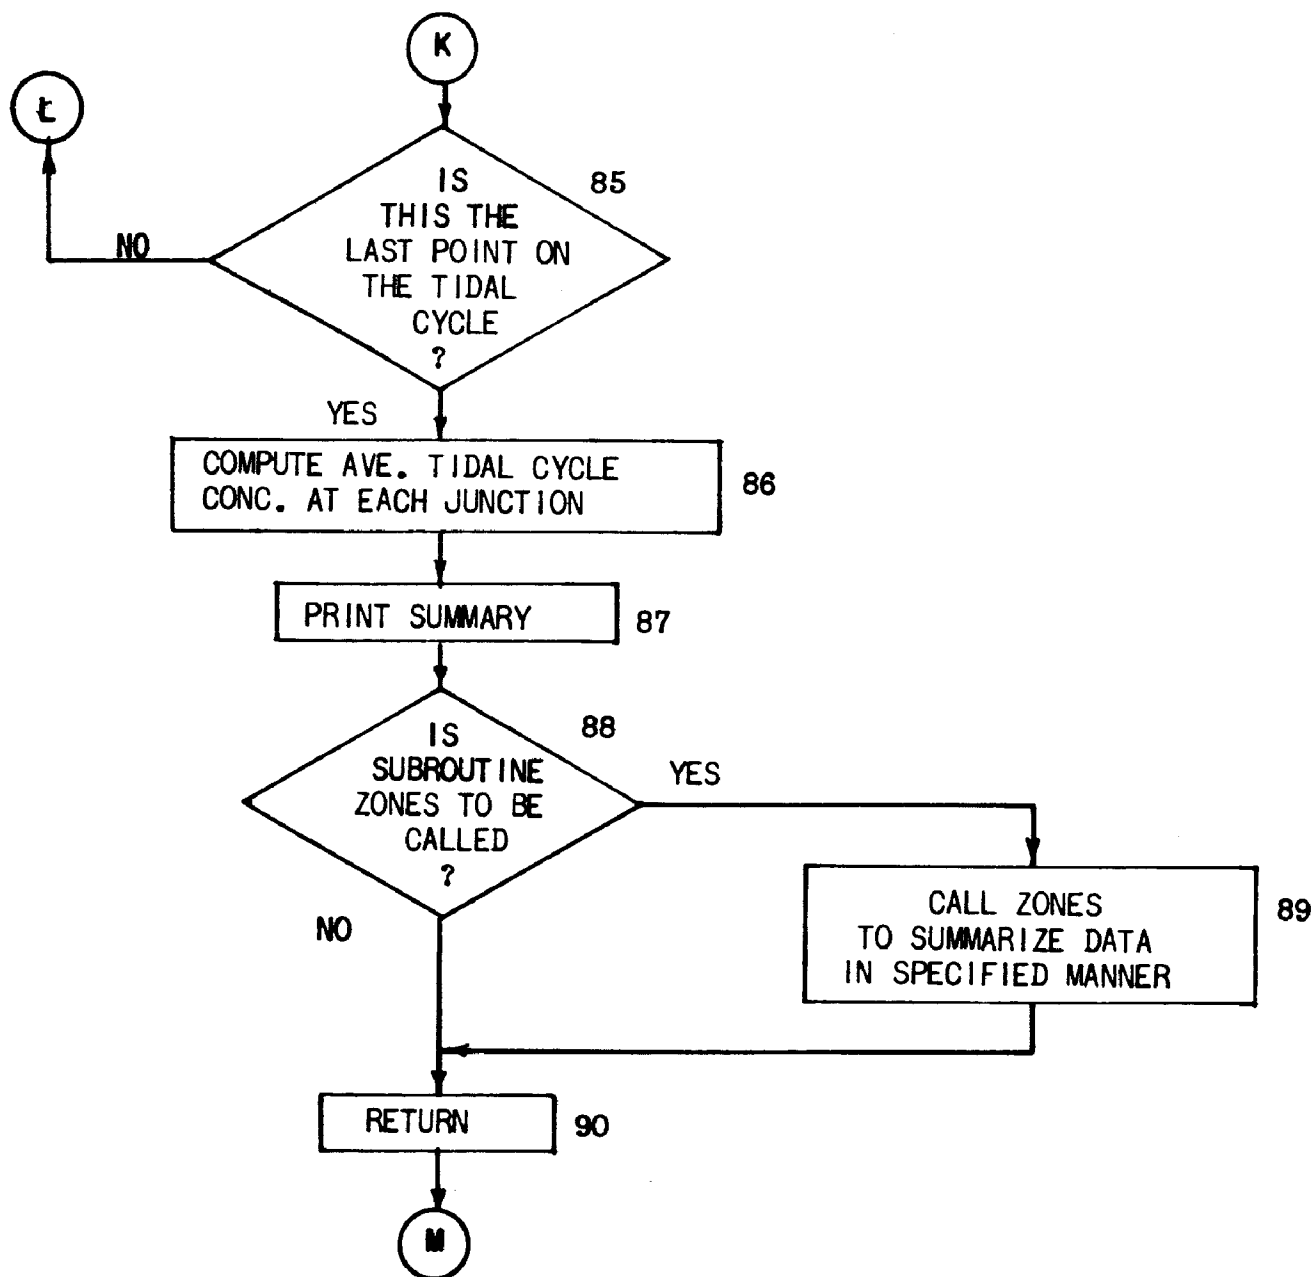 K
L
IS
THIS THE
LAST POINT ON
THE TIDAL
CYCLE
?
85
NO
YES
COMPUTE AVE. TIDAL CYCLE
CONC. AT EACH JUNCTION
86
PRINT SUMMARY
87
IS
SUBROUTINE
ZONES TO BE
CALLED
?
88
YES
NO
CALL ZONES
TO SUMMARIZE DATA
IN SPECIFIED MANNER
89
RETURN
90
M